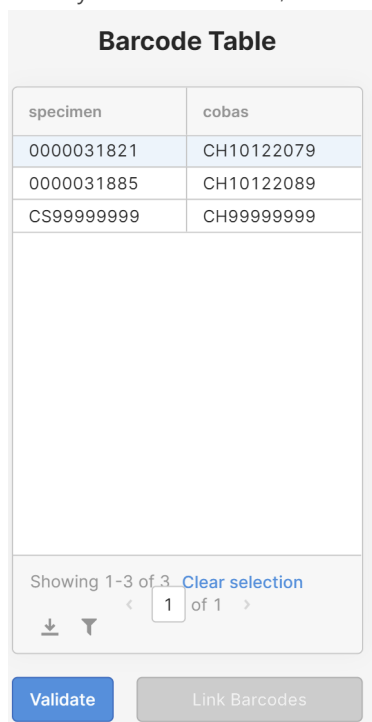 Barcode Table
specimen cobas
0000031821 CH10122079
0000031885 CH10122089
CS99999999 CH99999999
Showing 1-3 of 3 Clear selection
1 of 1
Validate Link Barcodes